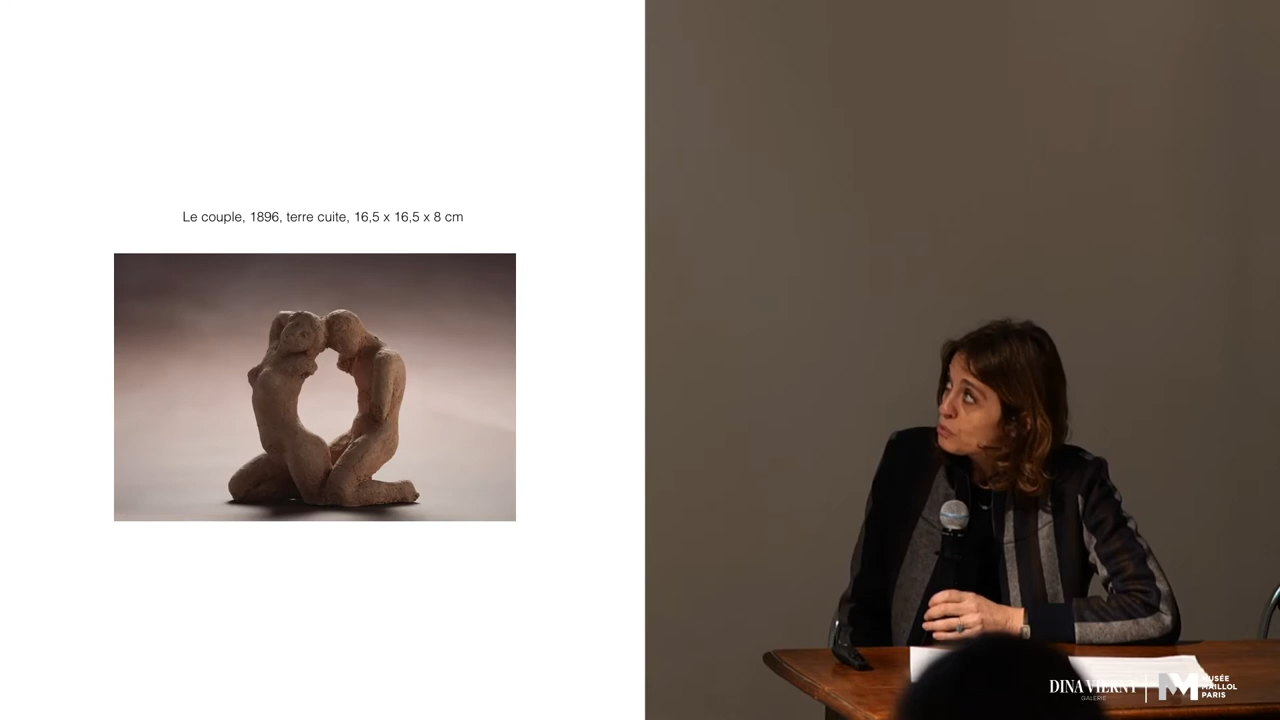 Le couple, 1896, terre cuite, 16,5 x 16,5 x 8 cm
DINA VIERNY
GALERIE
MUSÉE
MAILLOL
PARIS